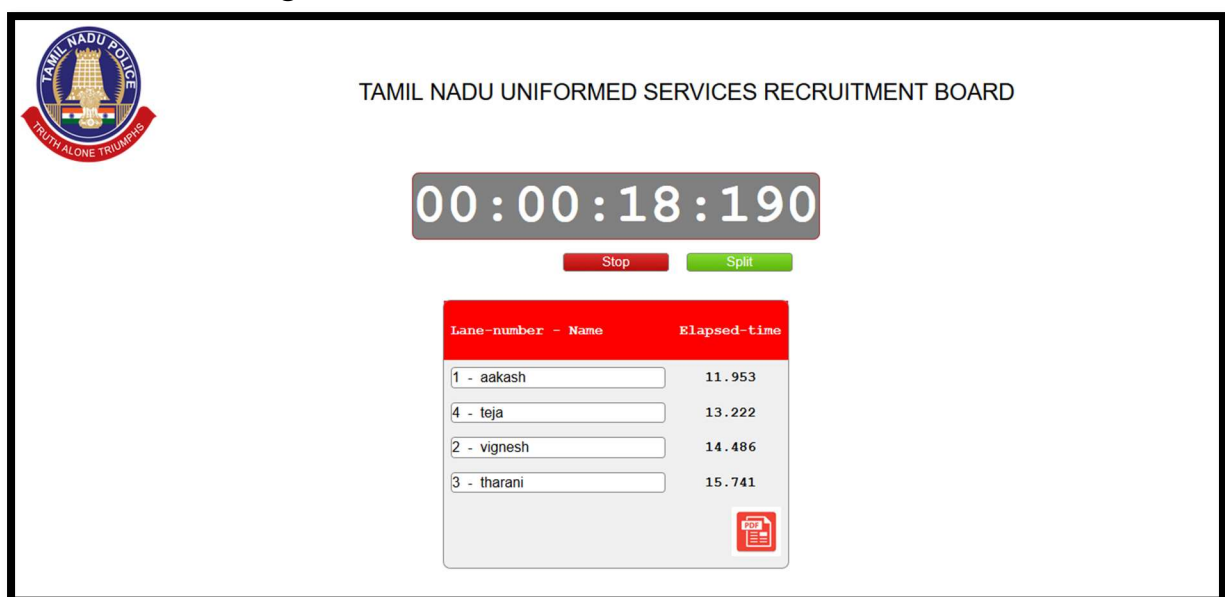 TAMIL NADU POLICE
TRUTH ALONE TRIUMPHS
TAMIL NADU UNIFORMED SERVICES RECRUITMENT BOARD
00:00:18:190
Stop Split
Lane-number - Name Elapsed-time
1 - aakash 11.953
4 - teja 13.222
2 - vignesh 14.486
3 - tharani 15.741
PDF